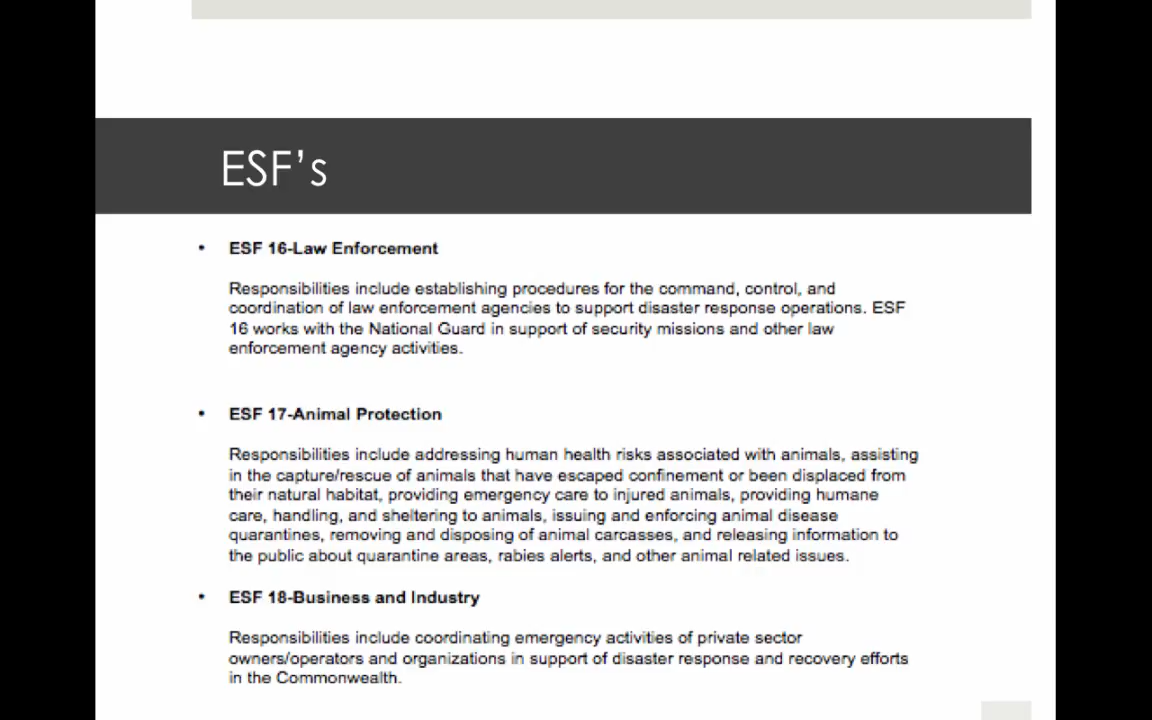 ESF's
• ESF 16-Law Enforcement
Responsibilities include establishing procedures for the command, control, and
coordination of law enforcement agencies to support disaster response operations. ESF
16 works with the National Guard in support of security missions and other law
enforcement agency activities.
• ESF 17-Animal Protection
Responsibilities include addressing human health risks associated with animals, assisting
in the capture/rescue of animals that have escaped confinement or been displaced from
their natural habitat, providing emergency care to injured animals, providing humane
care, handling, and sheltering to animals, issuing and enforcing animal disease
quarantines, removing and disposing of animal carcasses, and releasing information to
the public about quarantine areas, rabies alerts, and other animal related issues.
• ESF 18-Business and Industry
Responsibilities include coordinating emergency activities of private sector
owners/operators and organizations in support of disaster response and recovery efforts
in the Commonwealth.